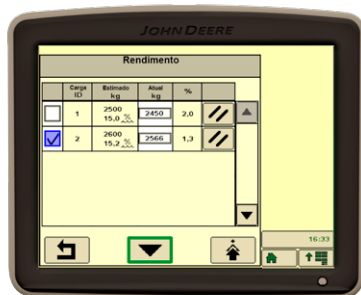 JOHN DEERE
Rendimento
Carga ID Estimado kg Atual kg %
1 2500 15,0 % 2450 2,0
2 2600 15,2 % 2566 1,3
16:33